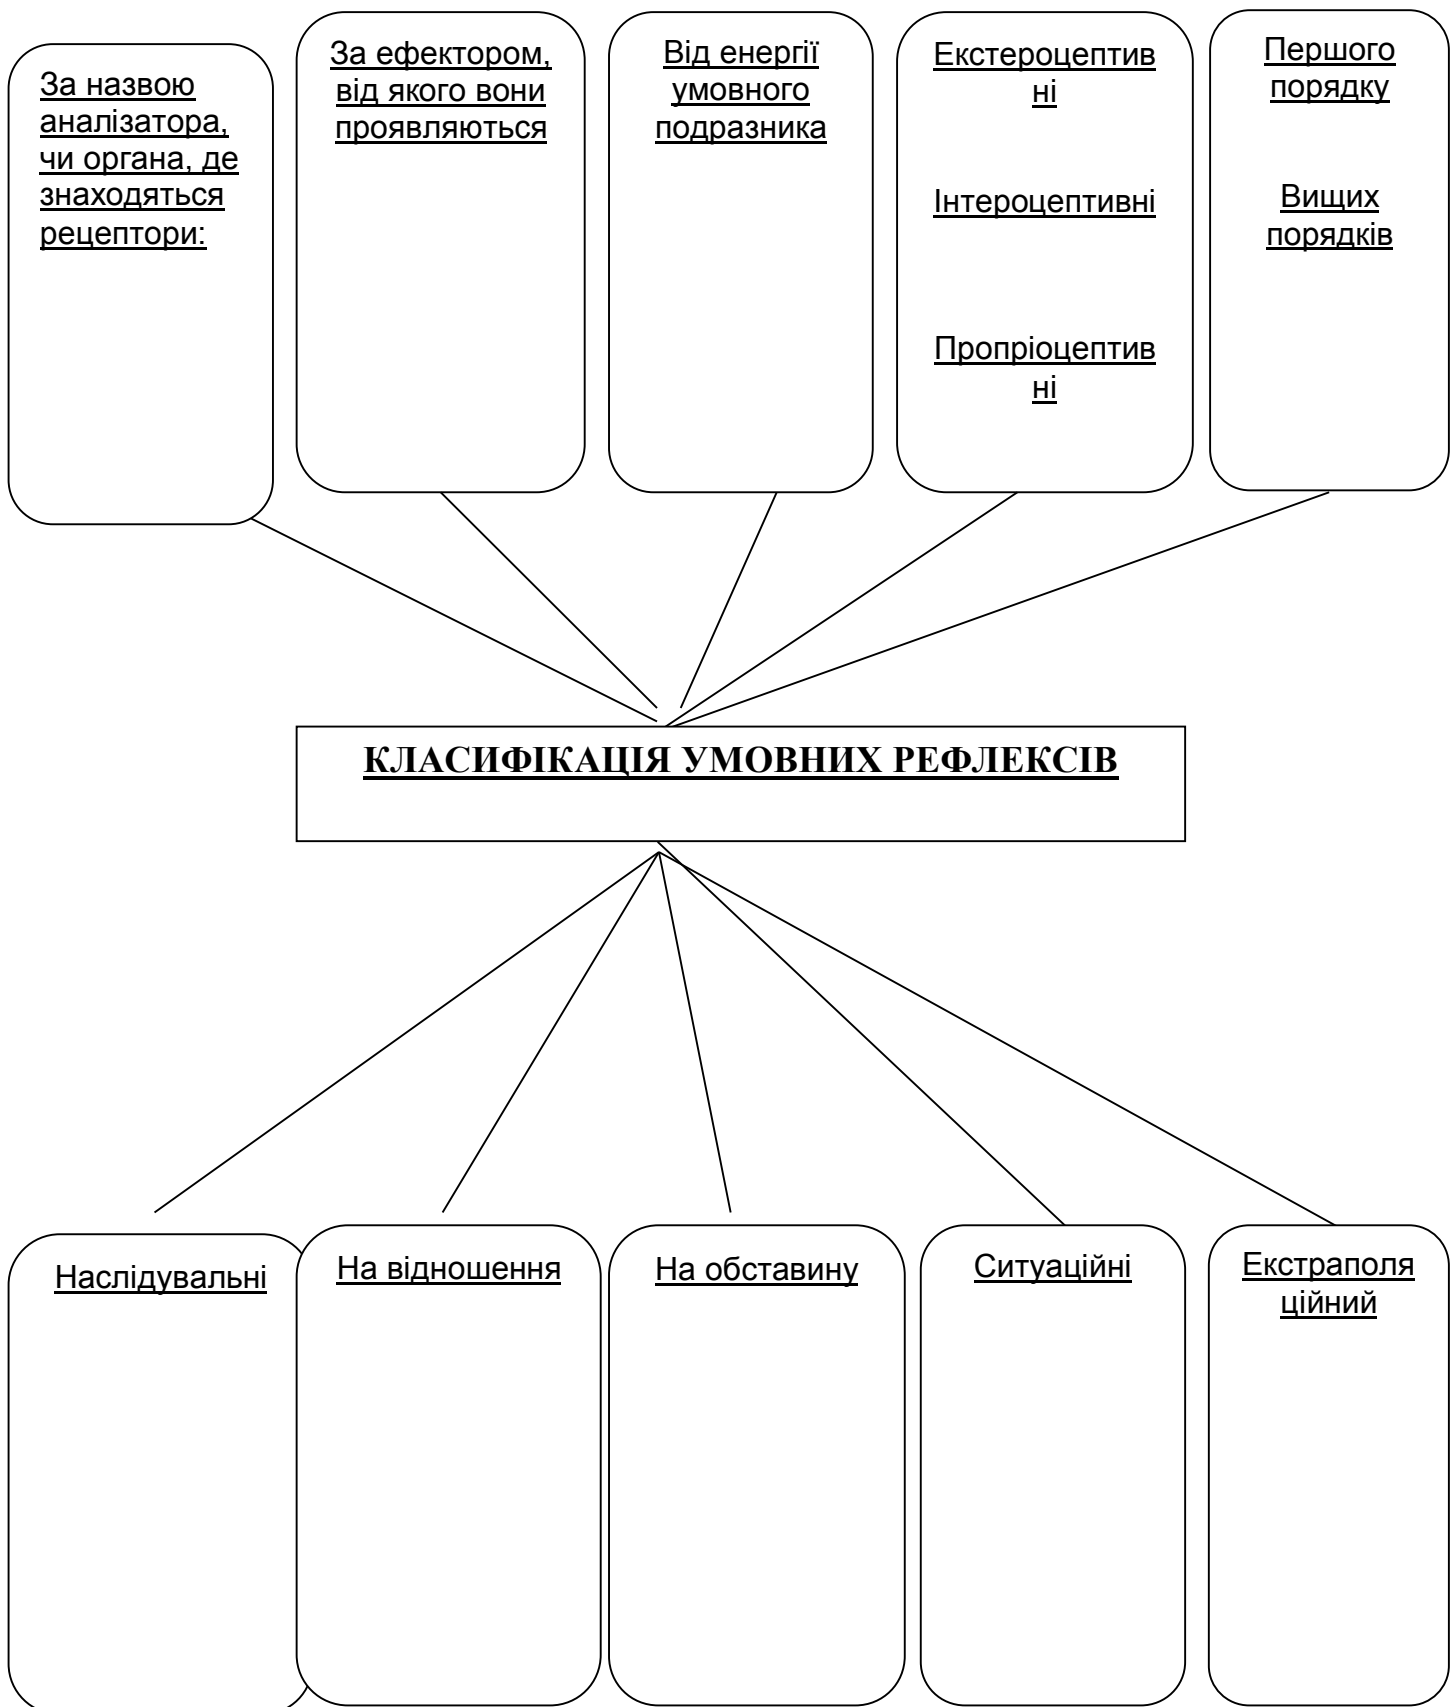 За назвою
аналізатора,
чи органа, де
знаходяться
рецептори:
За ефектором,
від якого вони
проявляються
Від енергії
умовного
подразника
Екстероцептив
ні
Інтероцептивні
Пропріоцептив
ні
Першого
порядку
Вищих
порядків
КЛАСИФІКАЦІЯ УМОВНИХ РЕФЛЕКСІВ
Наслідувальні
На відношення
На обставину
Ситуаційні
Екстраполя
ційний